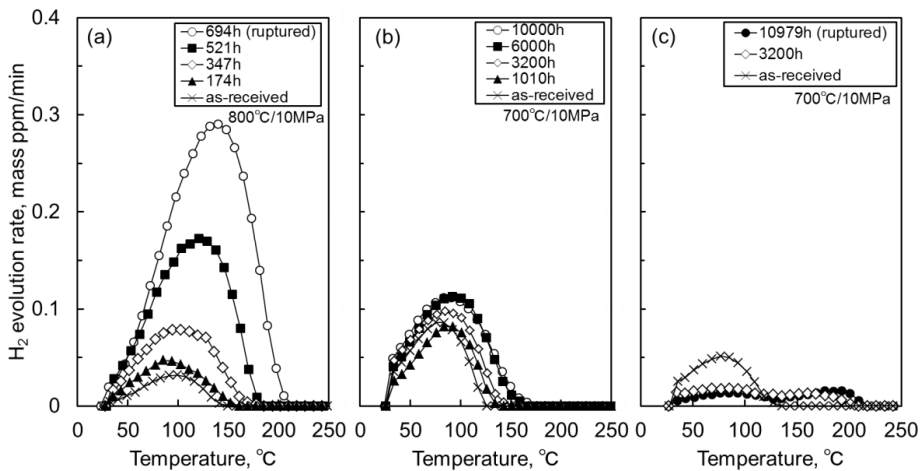 H₂ evolution rate, mass ppm/min
0.4
0.3
0.2
0.1
0
(a)
694h (ruptured)
521h
347h
174h
as-received
800℃/10MPa
0 50 100 150 200 250
Temperature, ℃
(b)
10000h
6000h
3200h
1010h
as-received
700℃/10MPa
0 50 100 150 200 250
Temperature, ℃
(c)
10979h (ruptured)
3200h
as-received
700℃/10MPa
0 50 100 150 200 250
Temperature, ℃